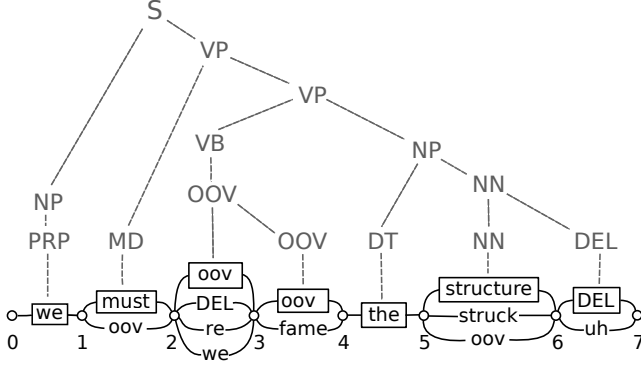 S
VP
VP
VB
NP
OOV
NN
NP
PRP MD OOV DT NN DEL
oov
structure
must DEL oov DEL
we the struck
oov re fame oov uh
we
0 1 2 3 4 5 6 7